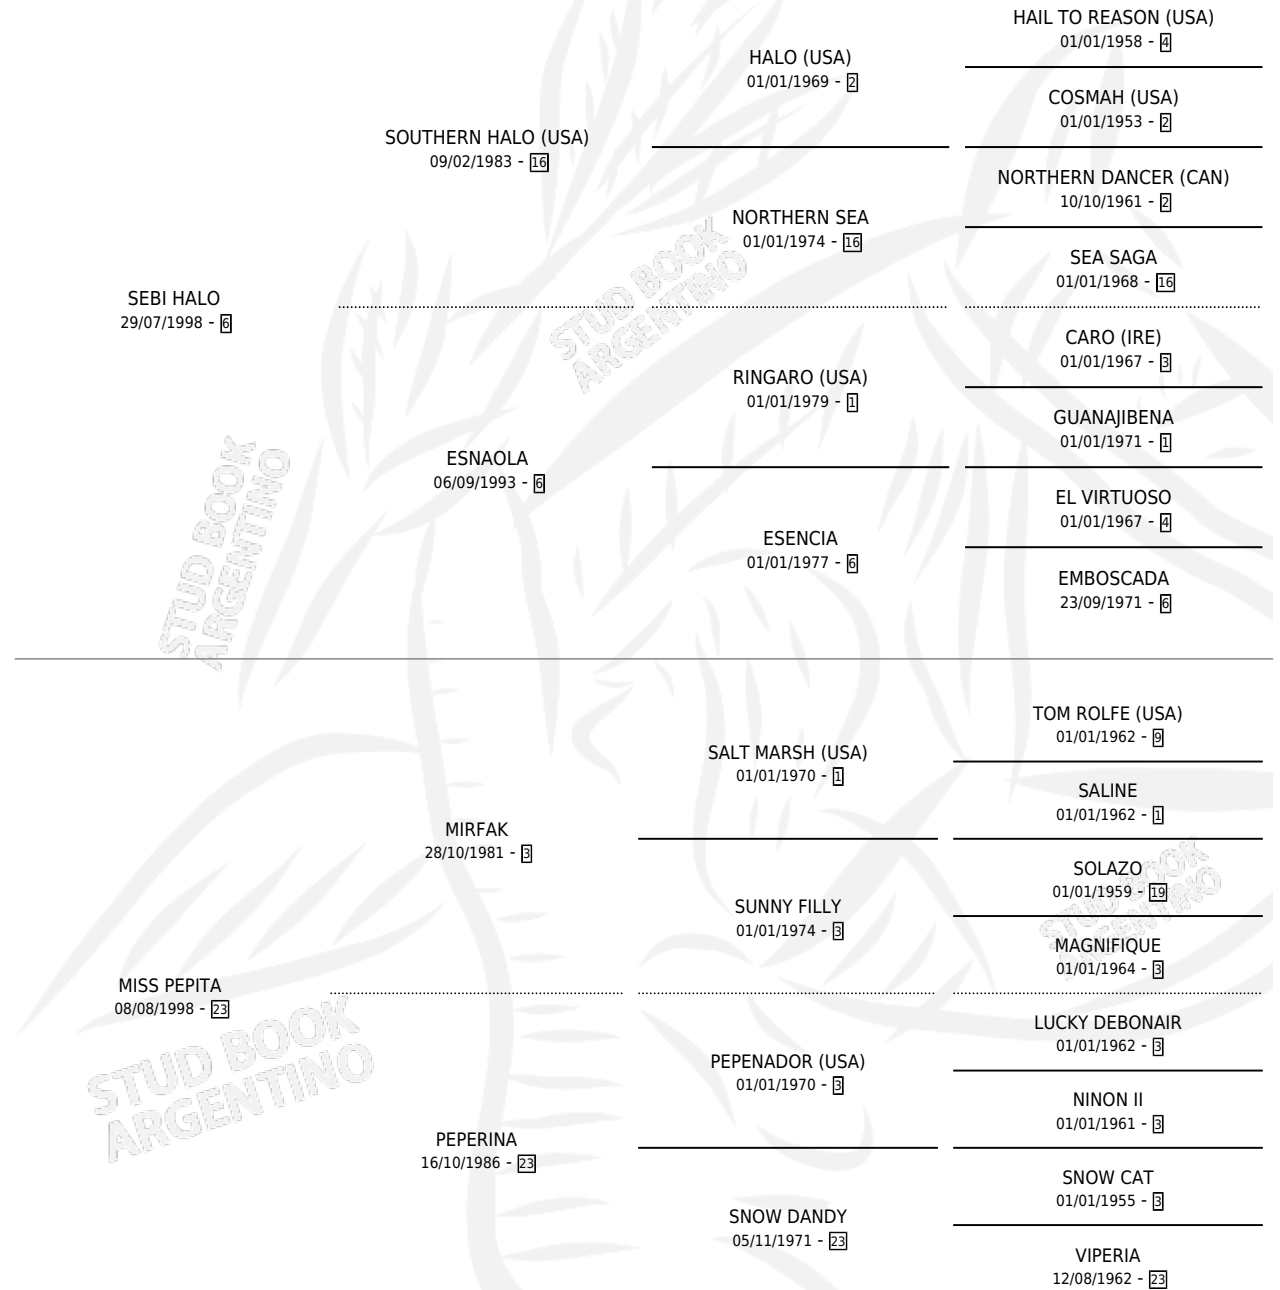 HAIL TO REASON (USA)
01/01/1958 - 4
HALO (USA)
01/01/1969 - 2
COSMAH (USA)
01/01/1953 - 2
SOUTHERN HALO (USA)
09/02/1983 - 16
NORTHERN DANCER (CAN)
10/10/1961 - 2
NORTHERN SEA
01/01/1974 - 16
SEA SAGA
01/01/1968 - 16
SEBI HALO
29/07/1998 - 6
CARO (IRE)
01/01/1967 - 3
RINGARO (USA)
01/01/1979 - 1
GUANAJIBENA
01/01/1971 - 1
ESNAOLA
06/09/1993 - 6
EL VIRTUOSO
01/01/1967 - 4
ESENCIA
01/01/1977 - 6
EMBOSCADA
23/09/1971 - 6
STUD BOOK
ARGENTINO
STUD BOOK
ARGENTINO
TOM ROLFE (USA)
01/01/1962 - 9
SALT MARSH (USA)
01/01/1970 - 1
SALINE
01/01/1962 - 1
MIRFAK
28/10/1981 - 3
SOLAZO
01/01/1959 - 19
SUNNY FILLY
01/01/1974 - 3
MAGNIFIQUE
01/01/1964 - 3
STUD BOOK
ARGENTINO
MISS PEPITA
08/08/1998 - 23
LUCKY DEBONAIR
01/01/1962 - 3
PEPENADOR (USA)
01/01/1970 - 3
NINON II
01/01/1961 - 3
STUD BOOK
ARGENTINO
PEPERINA
16/10/1986 - 23
SNOW CAT
01/01/1955 - 3
SNOW DANDY
05/11/1971 - 23
VIPERIA
12/08/1962 - 23